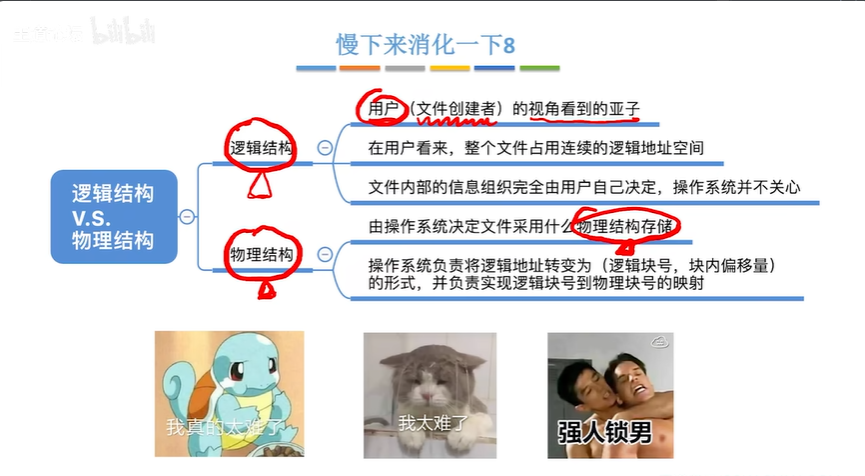 bilibili
慢下来消化一下8
用户（文件创建者）的视角看到的亚子
逻辑结构
在用户看来，整个文件占用连续的逻辑地址空间
文件内部的信息组织完全由用户自己决定，操作系统并不关心
逻辑结构
V.S.
物理结构
由操作系统决定文件采用什么物理结构存储
物理结构
操作系统负责将逻辑地址转变为（逻辑块号，块内偏移量）
的形式，并负责实现逻辑块号到物理块号的映射
我真的太难了
我太难了
强人锁男